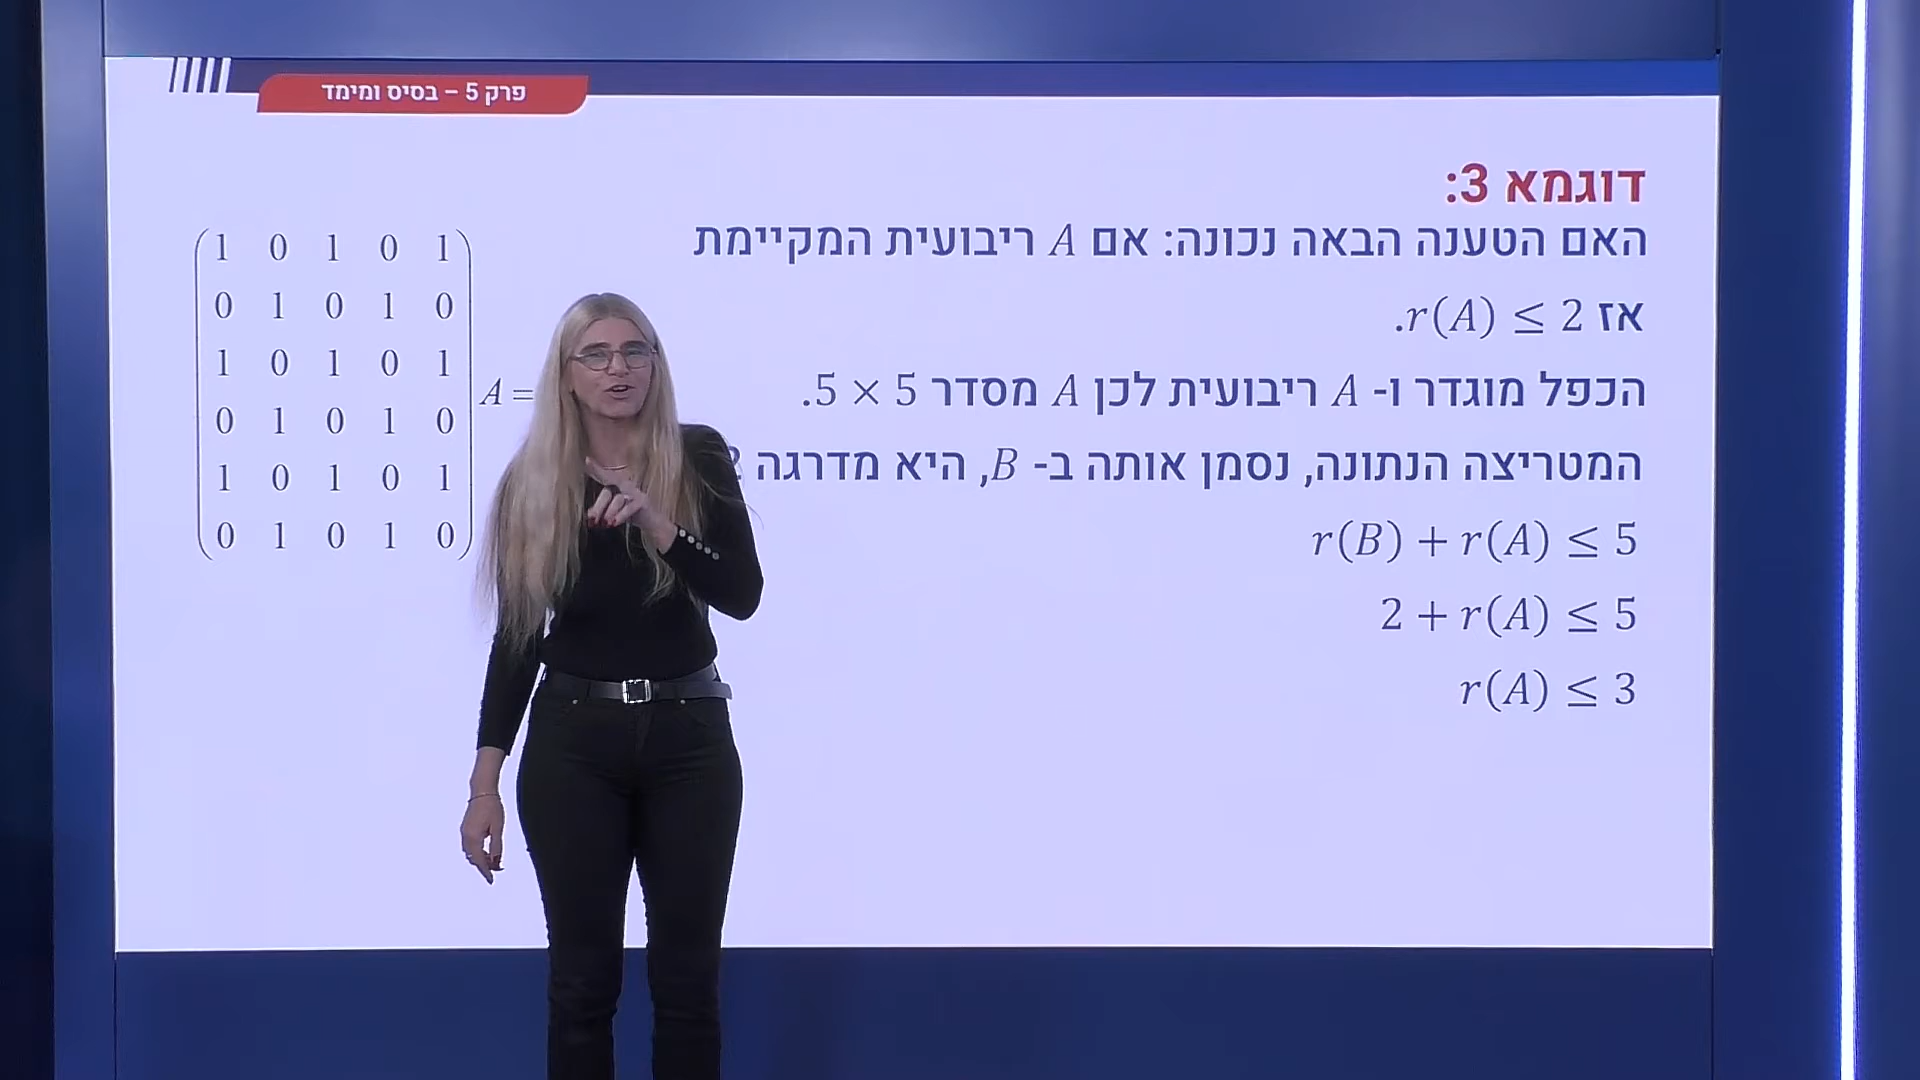 פרק 5 – בסיס ומימד
דוגמא 3:
האם הטענה הבאה נכונה: אם A ריבועית המקיימת
אז r(A) ≤ 2.
הכפל מוגדר ו- A ריבועית לכן A מסדר 5 × 5.
המטריצה הנתונה, נסמן אותה ב- B, היא מדרגה
r(B) + r(A) ≤ 5
2 + r(A) ≤ 5
r(A) ≤ 3
1 0 1 0 1
0 1 0 1 0
1 0 1 0 1
0 1 0 1 0
1 0 1 0 1
0 1 0 1 0
A =